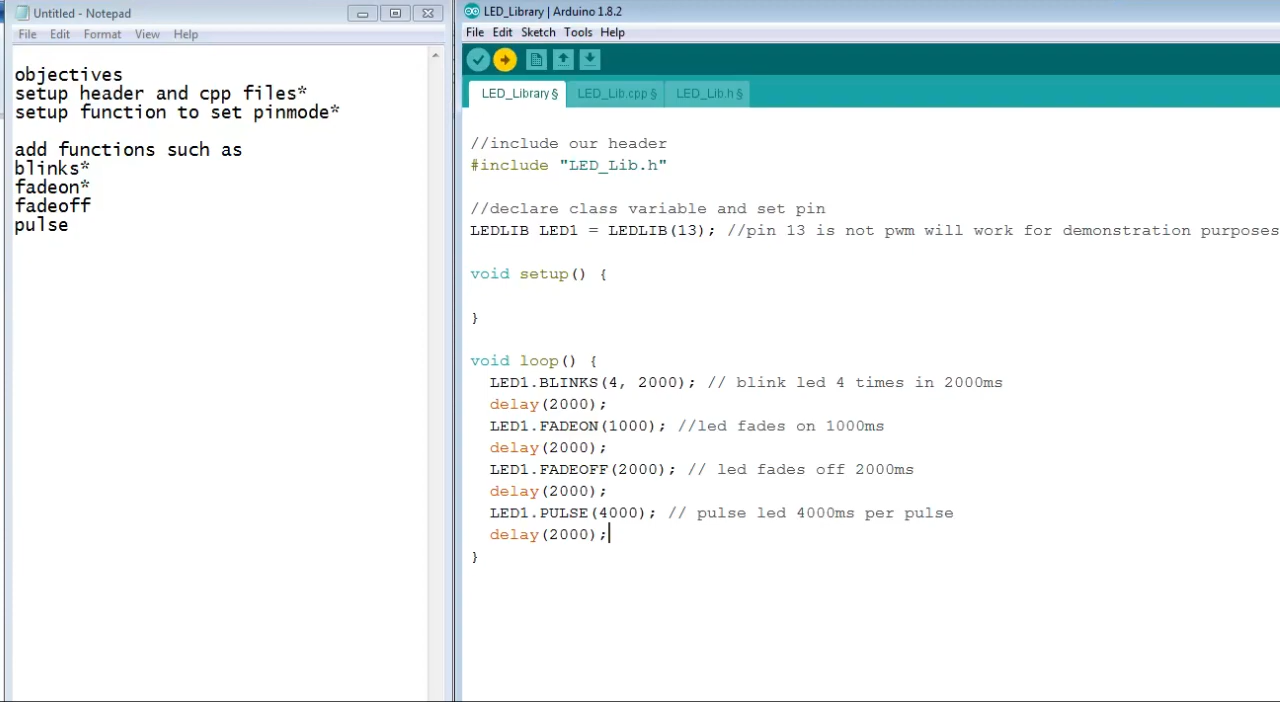 Untitled - Notepad
File Edit Format View Help
objectives
setup header and cpp files*
setup function to set pinmode*
add functions such as
blinks*
fadeon*
fadeoff
pulse
LED_Library | Arduino 1.8.2
File Edit Sketch Tools Help
LED_Library § LED_Lib.cpp § LED_Lib.h §
//include our header
#include "LED_Lib.h"
//declare class variable and set pin
LEDLIB LED1 = LEDLIB(13); //pin 13 is not pwm will work for demonstration purposes
void setup() {
}
void loop() {
LED1.BLINKS(4, 2000); // blink led 4 times in 2000ms
delay(2000);
LED1.FADEON(1000); //led fades on 1000ms
delay(2000);
LED1.FADEOFF(2000); // led fades off 2000ms
delay(2000);
LED1.PULSE(4000); // pulse led 4000ms per pulse
delay(2000);
}